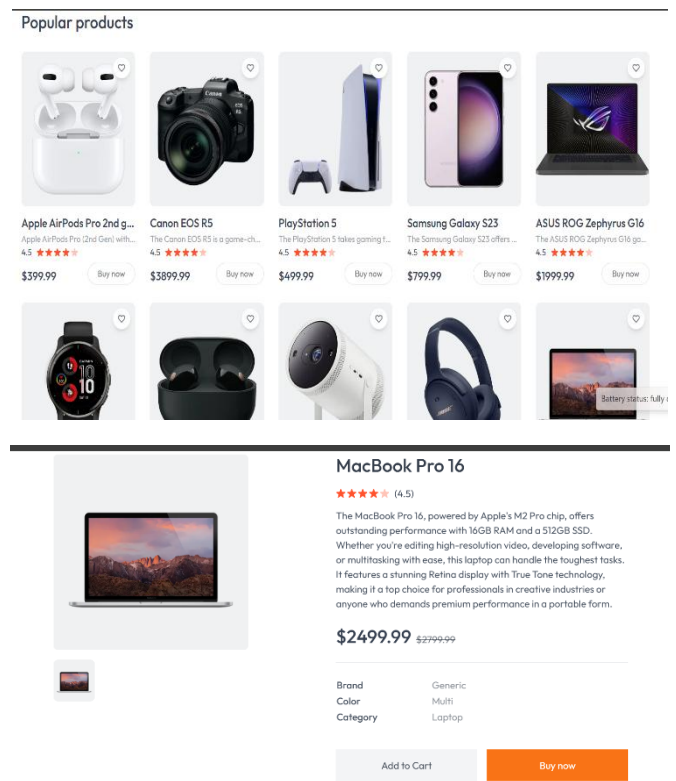 Popular products
Apple AirPods Pro 2nd g...
Apple AirPods Pro (2nd Gen) with...
4.5
$399.99
Buy now
Canon EOS R5
The Canon EOS R5 is a game-ch...
4.5
$3899.99
Buy now
PlayStation 5
The PlayStation 5 takes gaming t...
4.5
$499.99
Buy now
Samsung Galaxy S23
The Samsung Galaxy S23 offers ...
4.5
$799.99
Buy now
ASUS ROG Zephyrus G16
The ASUS ROG Zephyrus G16 ga...
4.5
$1999.99
Buy now
Canon
10
10
BOSE
Battery status: fully
MacBook Pro 16
(4.5)
The MacBook Pro 16, powered by Apple's M2 Pro chip, offers
outstanding performance with 16GB RAM and a 512GB SSD.
Whether you're editing high-resolution video, developing software,
or multitasking with ease, this laptop can handle the toughest tasks.
It features a stunning Retina display with True Tone technology,
making it a top choice for professionals in creative industries or
anyone who demands premium performance in a portable form.
$2499.99 $2799.99
Brand Generic
Color Multi
Category Laptop
Add to Cart
Buy now